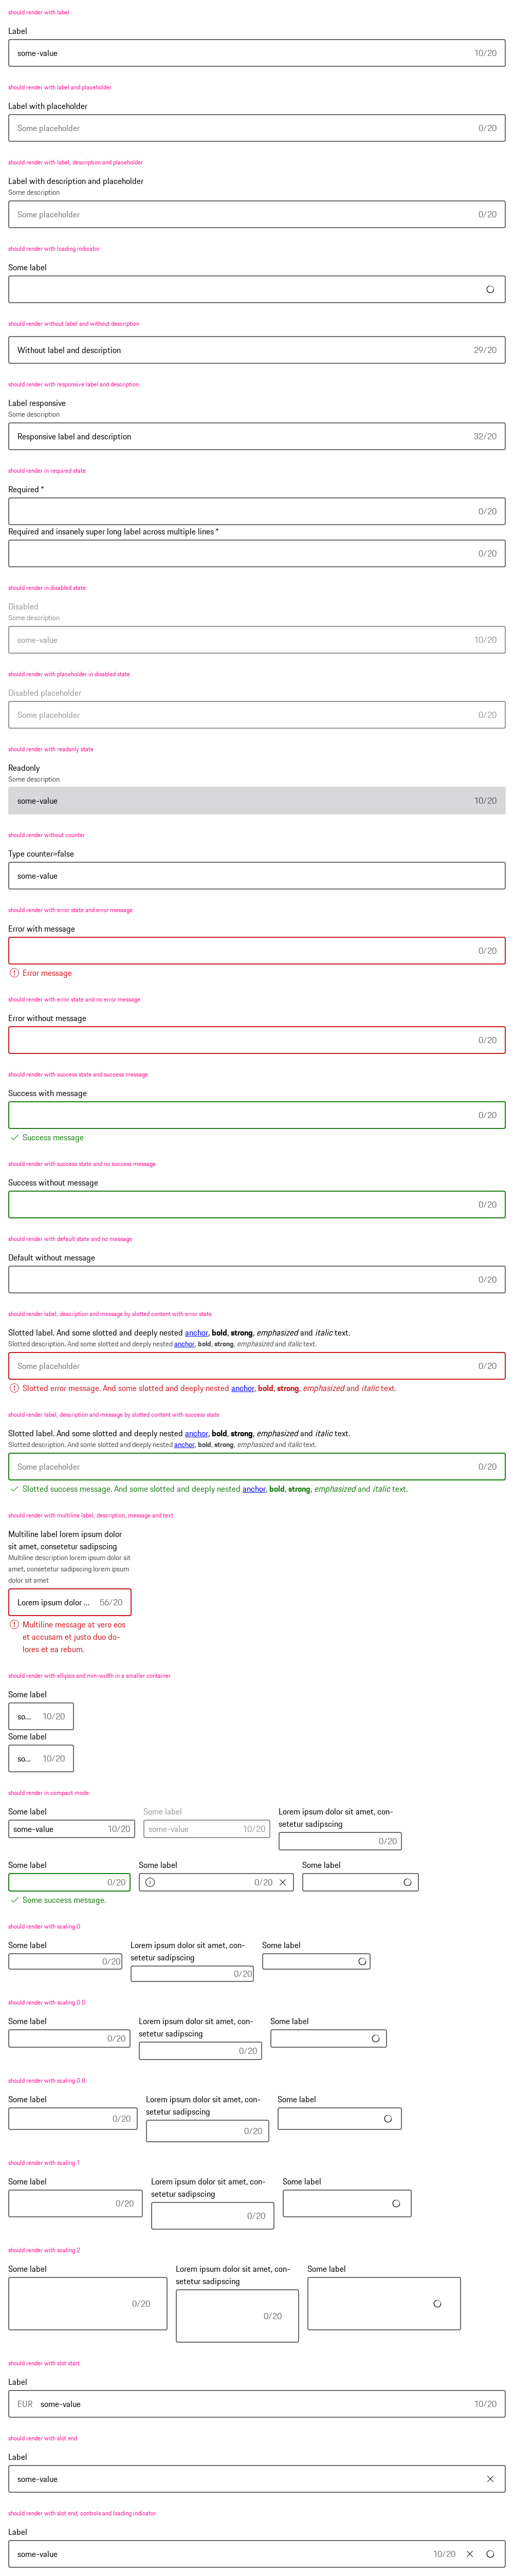 should render with label
Label
some-value 10/20
should render with label and placeholder
Label with placeholder
Some placeholder 0/20
should render with label, description and placeholder
Label with description and placeholder
Some description
Some placeholder 0/20
should render with loading indicator
Some label
should render without label and without description
Without label and description 29/20
should render with responsive label and description
Label responsive
Some description
Responsive label and description 32/20
should render in required state
Required *
0/20
Required and insanely super long label across multiple lines *
0/20
should render in disabled state
Disabled
Some description
some-value 10/20
should render with placeholder in disabled state
Disabled placeholder
Some placeholder 0/20
should render with readonly state
Readonly
Some description
some-value 10/20
should render without counter
Type counter=false
some-value
should render with error state and error message
Error with message
0/20
Error message
should render with error state and no error message
Error without message
0/20
should render with success state and success message
Success with message
0/20
Success message
should render with success state and no success message
Success without message
0/20
should render with default state and no message
Default without message
0/20
should render label, description and message by slotted content with error state
Slotted label. And some slotted and deeply nested anchor, bold, strong, emphasized and italic text.
Slotted description. And some slotted and deeply nested anchor, bold, strong, emphasized and italic text.
Some placeholder 0/20
Slotted error message. And some slotted and deeply nested anchor, bold, strong, emphasized and italic text.
should render label, description and message by slotted content with success state
Slotted label. And some slotted and deeply nested anchor, bold, strong, emphasized and italic text.
Slotted description. And some slotted and deeply nested anchor, bold, strong, emphasized and italic text.
Some placeholder 0/20
Slotted success message. And some slotted and deeply nested anchor, bold, strong, emphasized and italic text.
should render with multiline label, description, message and text
Multiline label lorem ipsum dolor
sit amet, consetetur sadipscing
Multiline description lorem ipsum dolor sit
amet, consetetur sadipscing lorem ipsum
dolor sit amet
Lorem ipsum dolor ... 56/20
Multiline message at vero eos
et accusam et justo duo do-
lores et ea rebum.
should render with ellipsis and min-width in a smaller container
Some label
so... 10/20
Some label
so... 10/20
should render in compact mode
Some label
some-value 10/20
Some label
some-value 10/20
Lorem ipsum dolor sit amet, con-
setetur sadipscing
0/20
Some label
0/20
Some success message.
Some label
0/20
Some label
should render with scaling 0
Some label
0/20
Lorem ipsum dolor sit amet, con-
setetur sadipscing
0/20
Some label
should render with scaling 0.5
Some label
0/20
Lorem ipsum dolor sit amet, con-
setetur sadipscing
0/20
Some label
should render with scaling 0.8
Some label
0/20
Lorem ipsum dolor sit amet, con-
setetur sadipscing
0/20
Some label
should render with scaling 1
Some label
0/20
Lorem ipsum dolor sit amet, con-
setetur sadipscing
0/20
Some label
should render with scaling 2
Some label
0/20
Lorem ipsum dolor sit amet, con-
setetur sadipscing
0/20
Some label
should render with slot start
Label
EUR some-value 10/20
should render with slot end
Label
some-value
should render with slot end, controls and loading indicator
Label
some-value 10/20